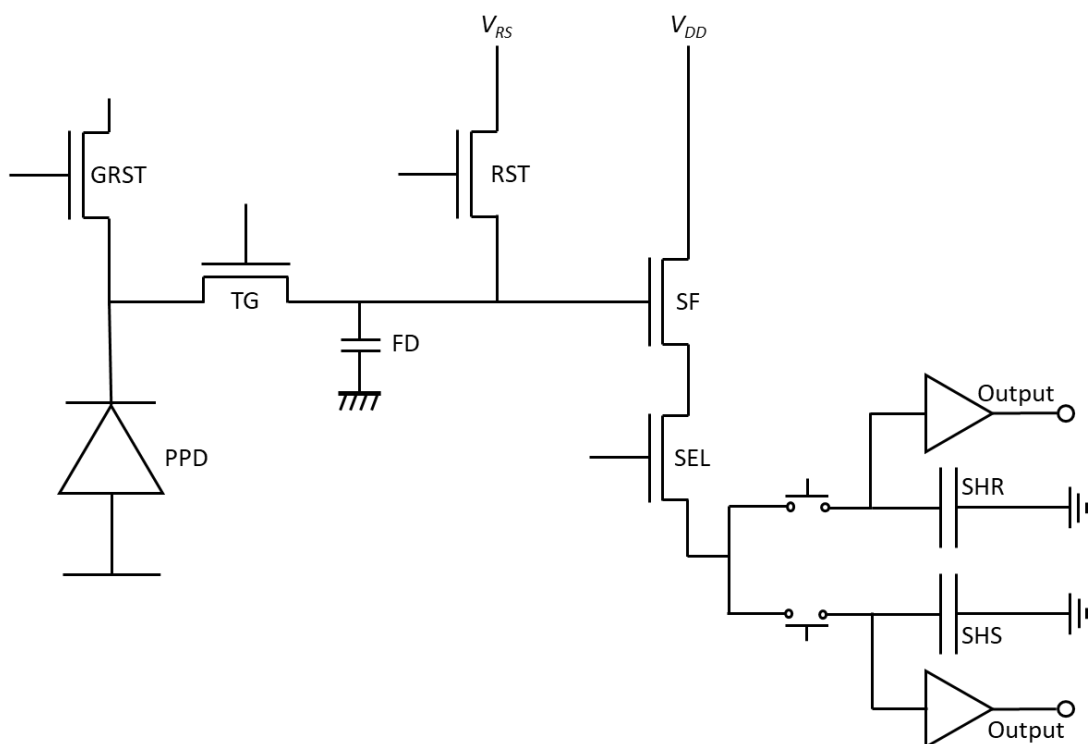 V_RS
V_DD
GRST
RST
TG
SF
FD
PPD
SEL
Output
SHR
SHS
Output